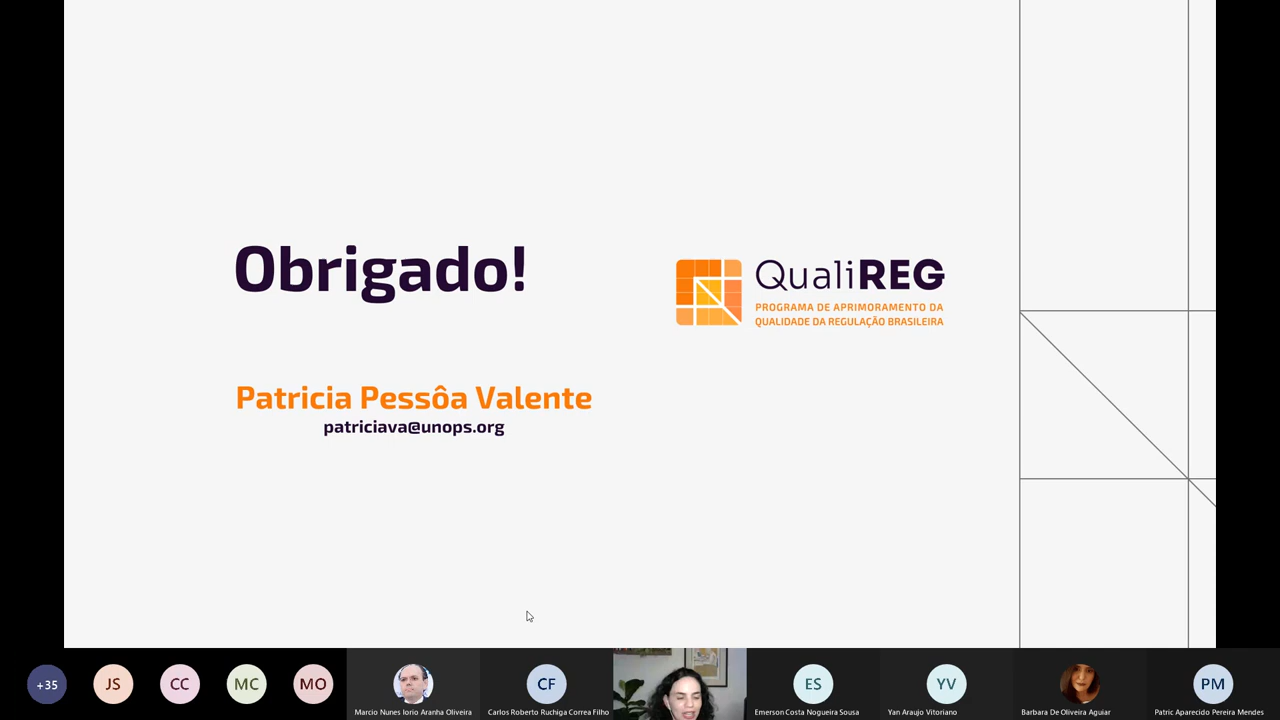 Obrigado!
QualiREG
PROGRAMA DE APRIMORAMENTO DA
QUALIDADE DA REGULAÇÃO BRASILEIRA
Patricia Pessôa Valente
patriciava@unops.org
+35
JS
CC
MC
MO
Marcio Nunes Iorio Aranha Oliveira
CF
Carlos Roberto Ruchiga Correa Filho
ES
Emerson Costa Nogueira Sousa
YV
Yan Araujo Vitoriano
Barbara De Oliveira Aguiar
PM
Patric Aparecido Pereira Mendes